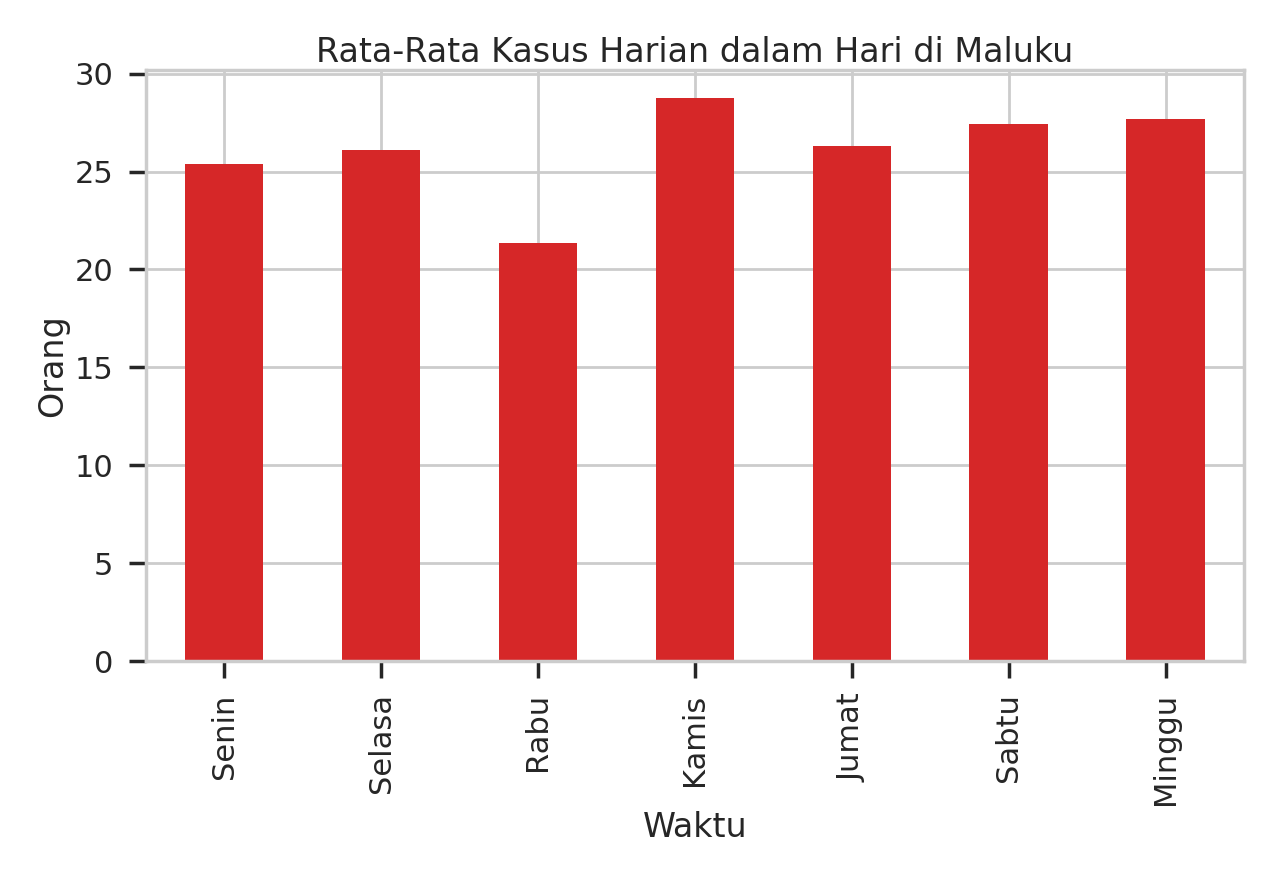 Rata-Rata Kasus Harian dalam Hari di Maluku
30
25
20
15
10
5
0
Orang
Senin
Selasa
Rabu
Kamis
Jumat
Sabtu
Minggu
Waktu